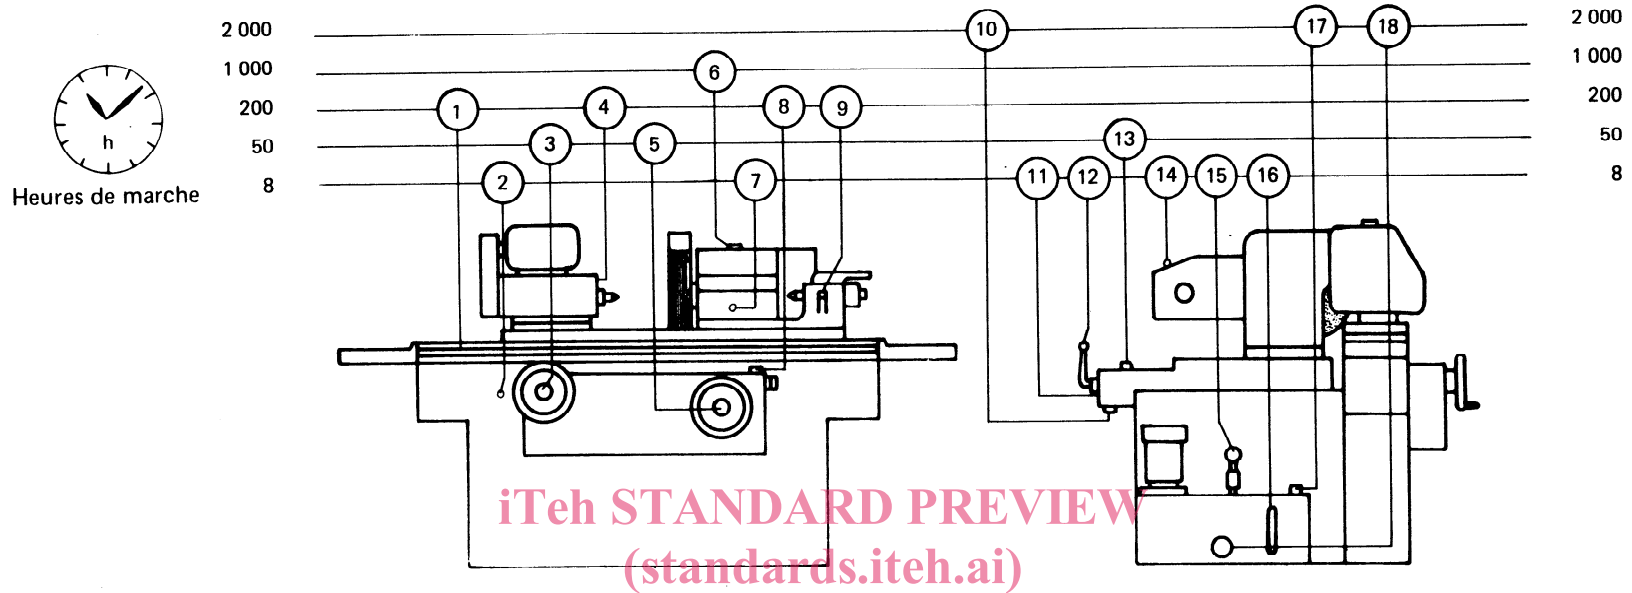 2 000 10 17 18 2 000
1 000 6 1 000
200 1 4 8 9 200
h 50 3 5 13 50
Heures de marche 8 2 7 11 12 14 15 16 8
iTeh STANDARD PREVIEW
(standards.iteh.ai)